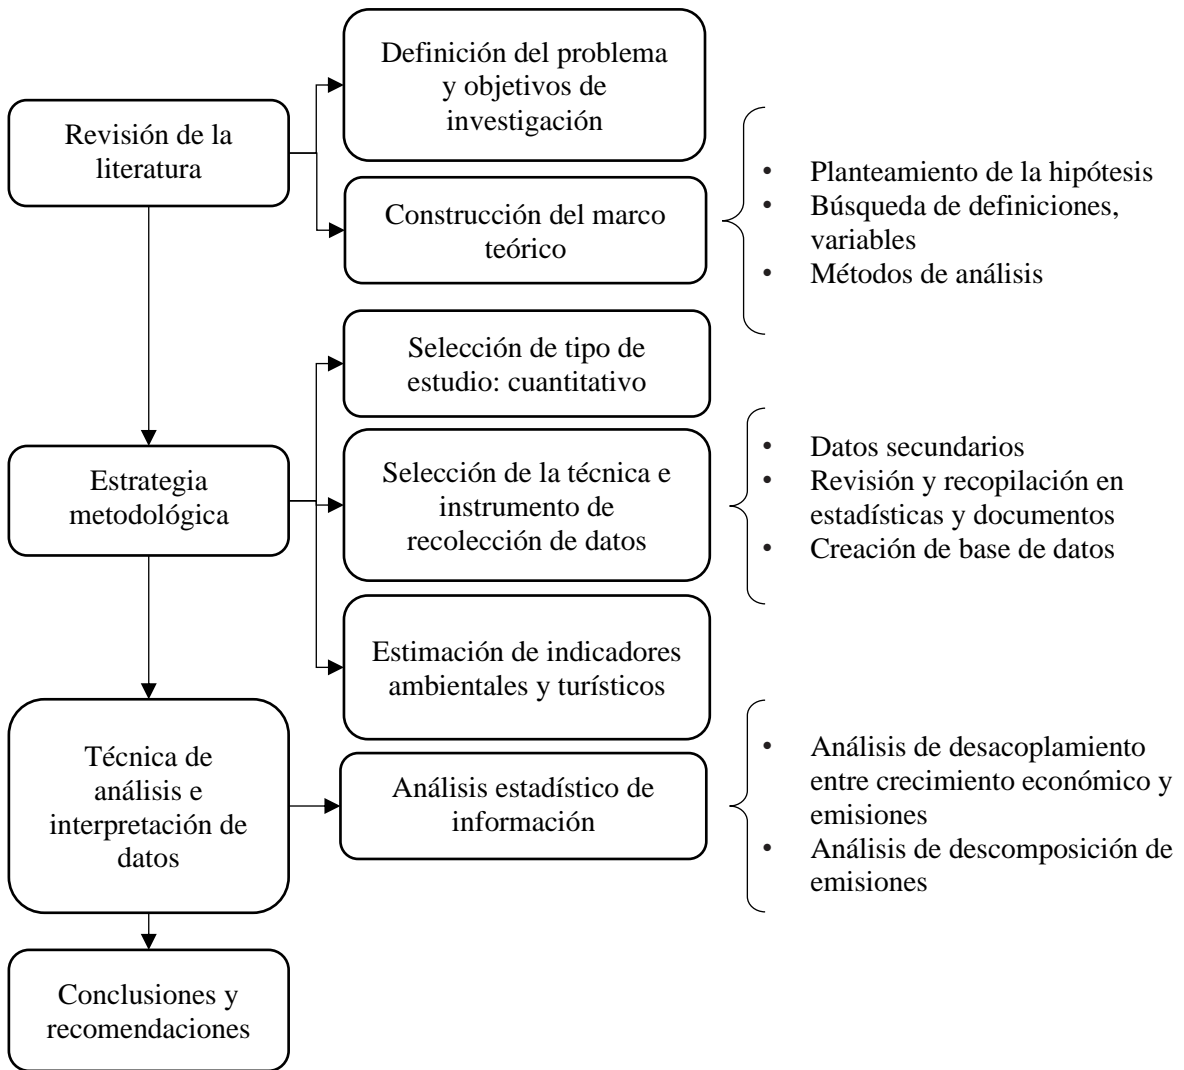 Definición del problema
y objetivos de
investigación
Revisión de la
literatura
Construcción del marco
teórico
• Planteamiento de la hipótesis
• Búsqueda de definiciones,
variables
• Métodos de análisis
Selección de tipo de
estudio: cuantitativo
Estrategia
metodológica
Selección de la técnica e
instrumento de
recolección de datos
• Datos secundarios
• Revisión y recopilación en
estadísticas y documentos
• Creación de base de datos
Estimación de indicadores
ambientales y turísticos
Técnica de
análisis e
interpretación de
datos
Análisis estadístico de
información
• Análisis de desacoplamiento
entre crecimiento económico y
emisiones
• Análisis de descomposición de
emisiones
Conclusiones y
recomendaciones